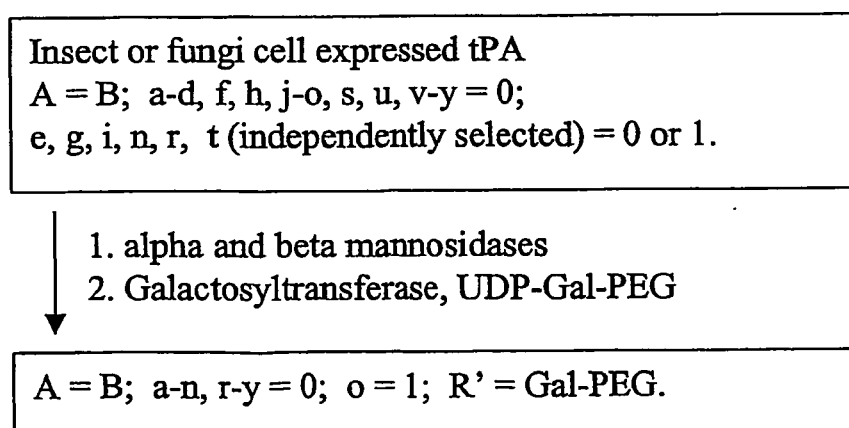 Insect or fungi cell expressed tPA
A = B; a-d, f, h, j-o, s, u, v-y = 0;
e, g, i, n, r, t (independently selected) = 0 or 1.
1. alpha and beta mannosidases
2. Galactosyltransferase, UDP-Gal-PEG
A = B; a-n, r-y = 0; o = 1; R’ = Gal-PEG.